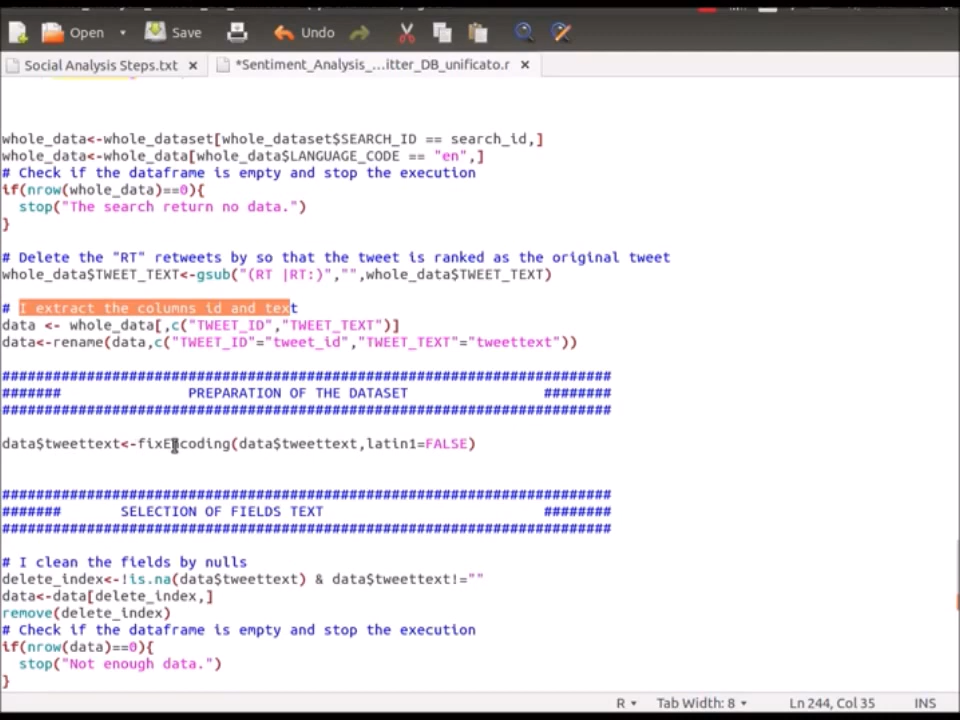 Open Save Undo
Social Analysis Steps.txt × *Sentiment_Analysis_...itter_DB_unificato.r ×
whole_data<-whole_dataset[whole_dataset$SEARCH_ID == search_id,]
whole_data<-whole_data[whole_data$LANGUAGE_CODE == "en",]
# Check if the dataframe is empty and stop the execution
if(nrow(whole_data)==0){
  stop("The search return no data.")
}
# Delete the "RT" retweets by so that the tweet is ranked as the original tweet
whole_data$TWEET_TEXT<-gsub("(RT |RT:)","",whole_data$TWEET_TEXT)
# I extract the columns id and text
data <- whole_data[,c("TWEET_ID","TWEET_TEXT")]
data<-rename(data,c("TWEET_ID"="tweet_id","TWEET_TEXT"="tweettext"))
########################################################################
####### PREPARATION OF THE DATASET ########
########################################################################
data$tweettext<-fixEncoding(data$tweettext,latin1=FALSE)
########################################################################
####### SELECTION OF FIELDS TEXT ########
########################################################################
# I clean the fields by nulls
delete_index<-!is.na(data$tweettext) & data$tweettext!=""
data<-data[delete_index,]
remove(delete_index)
# Check if the dataframe is empty and stop the execution
if(nrow(data)==0){
  stop("Not enough data.")
}
R Tab Width: 8 Ln 244, Col 35 INS